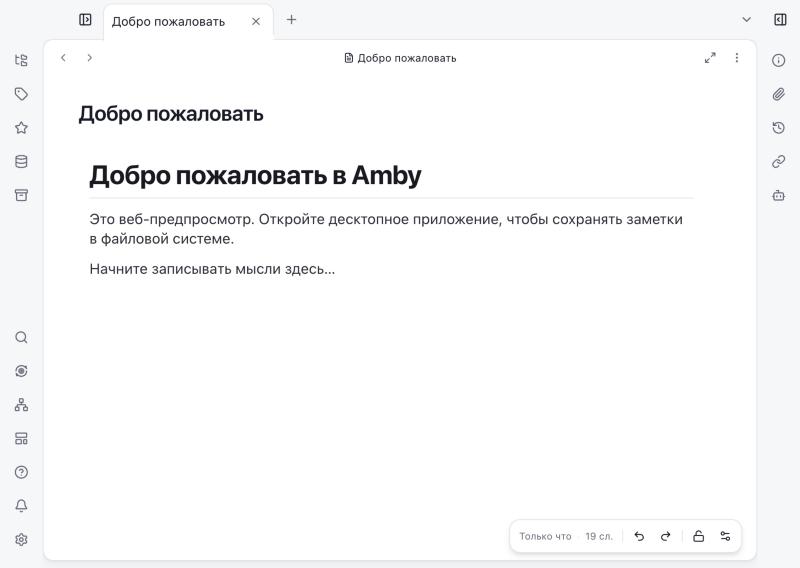 Добро пожаловать
Добро пожаловать
Добро пожаловать
Добро пожаловать в Amby
Это веб-предпросмотр. Откройте десктопное приложение, чтобы сохранять заметки
в файловой системе.
Начните записывать мысли здесь...
Только что · 19 сл.